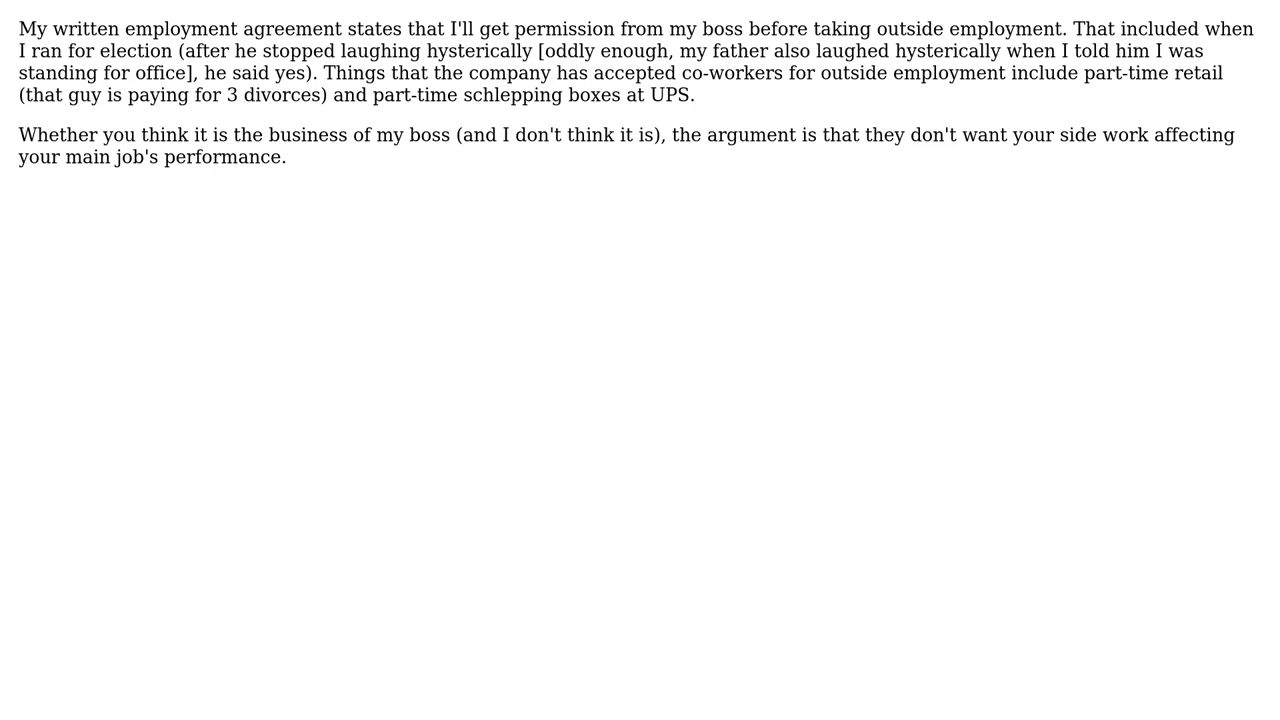 My written employment agreement states that I'll get permission from my boss before taking outside employment. That included when
I ran for election (after he stopped laughing hysterically [oddly enough, my father also laughed hysterically when I told him I was
standing for office], he said yes). Things that the company has accepted co-workers for outside employment include part-time retail
(that guy is paying for 3 divorces) and part-time schlepping boxes at UPS.
Whether you think it is the business of my boss (and I don't think it is), the argument is that they don't want your side work affecting
your main job's performance.